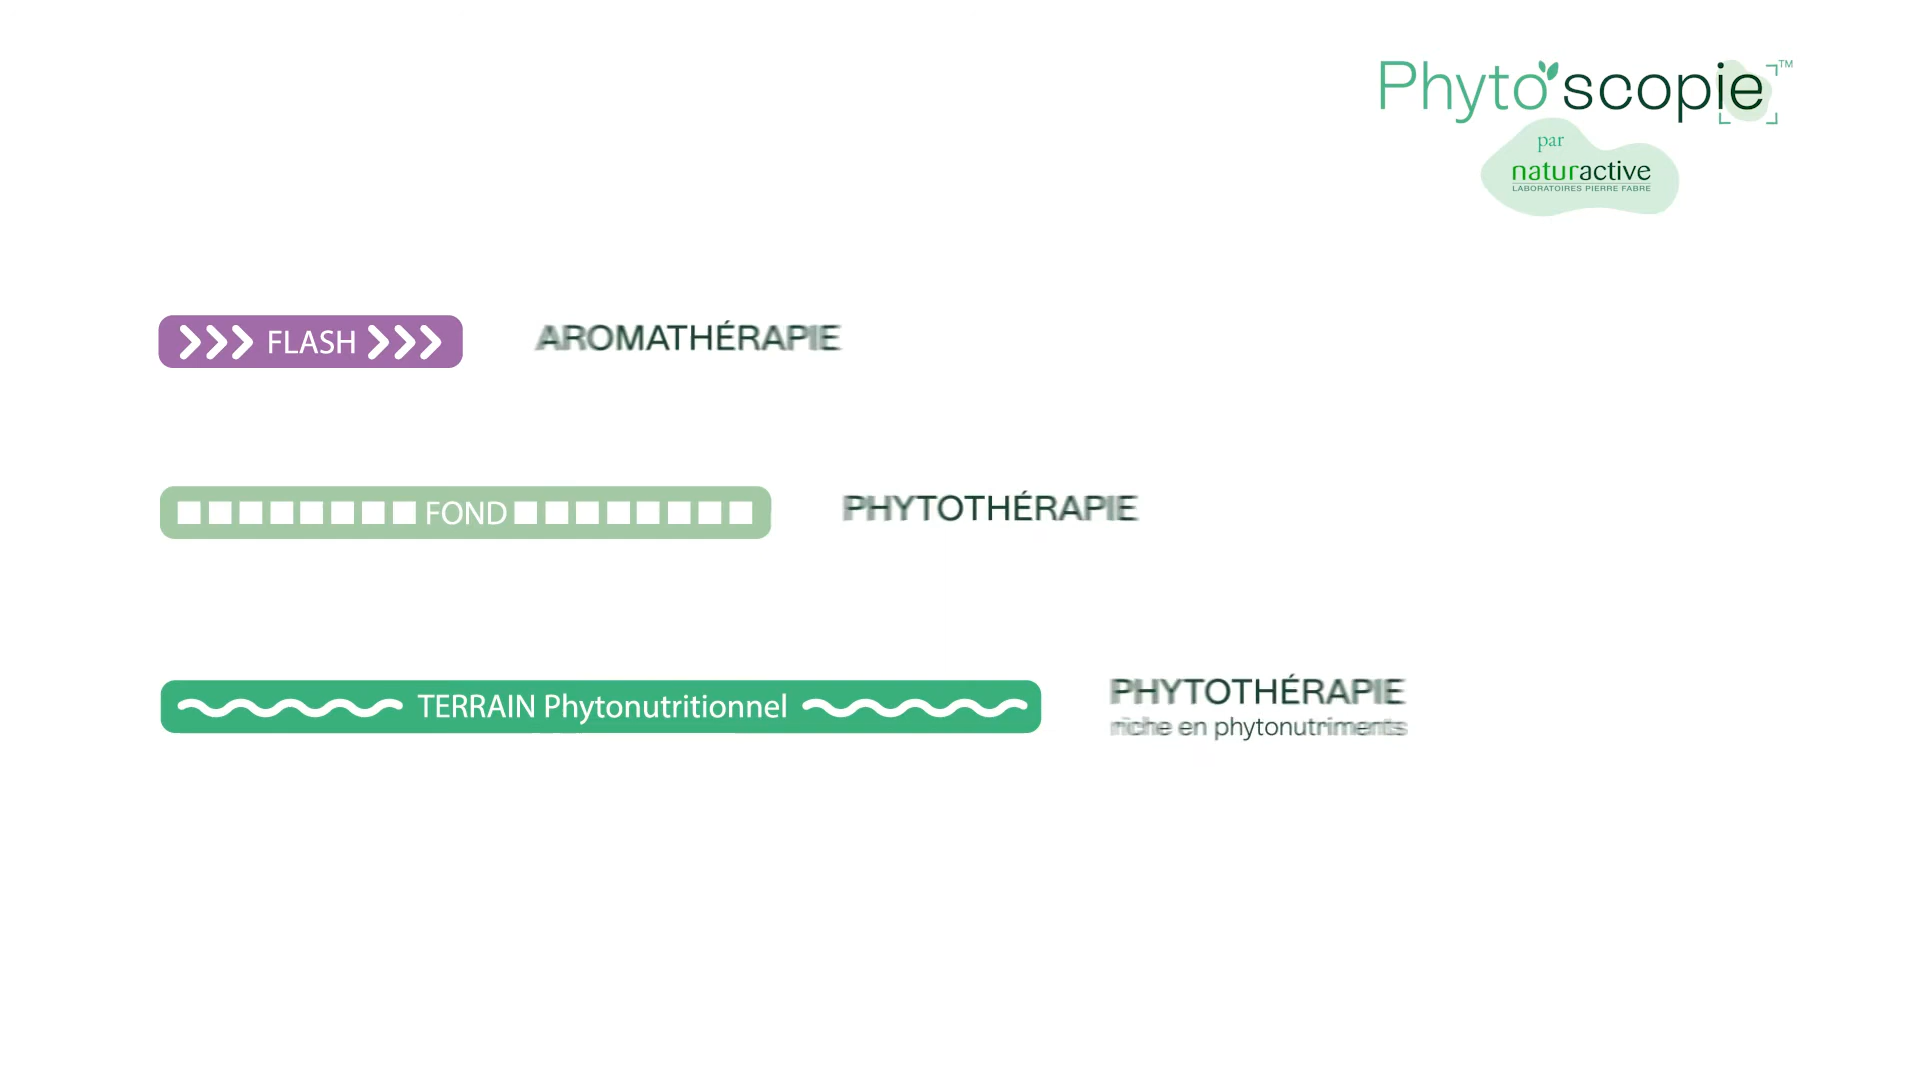 Phyto'scopie™
par
naturactive
LABORATOIRES PIERRE FABRE
FLASH AROMATHÉRAPIE
FOND PHYTOTHÉRAPIE
TERRAIN Phytonutritionnel PHYTOTHÉRAPIE
riche en phytonutriments